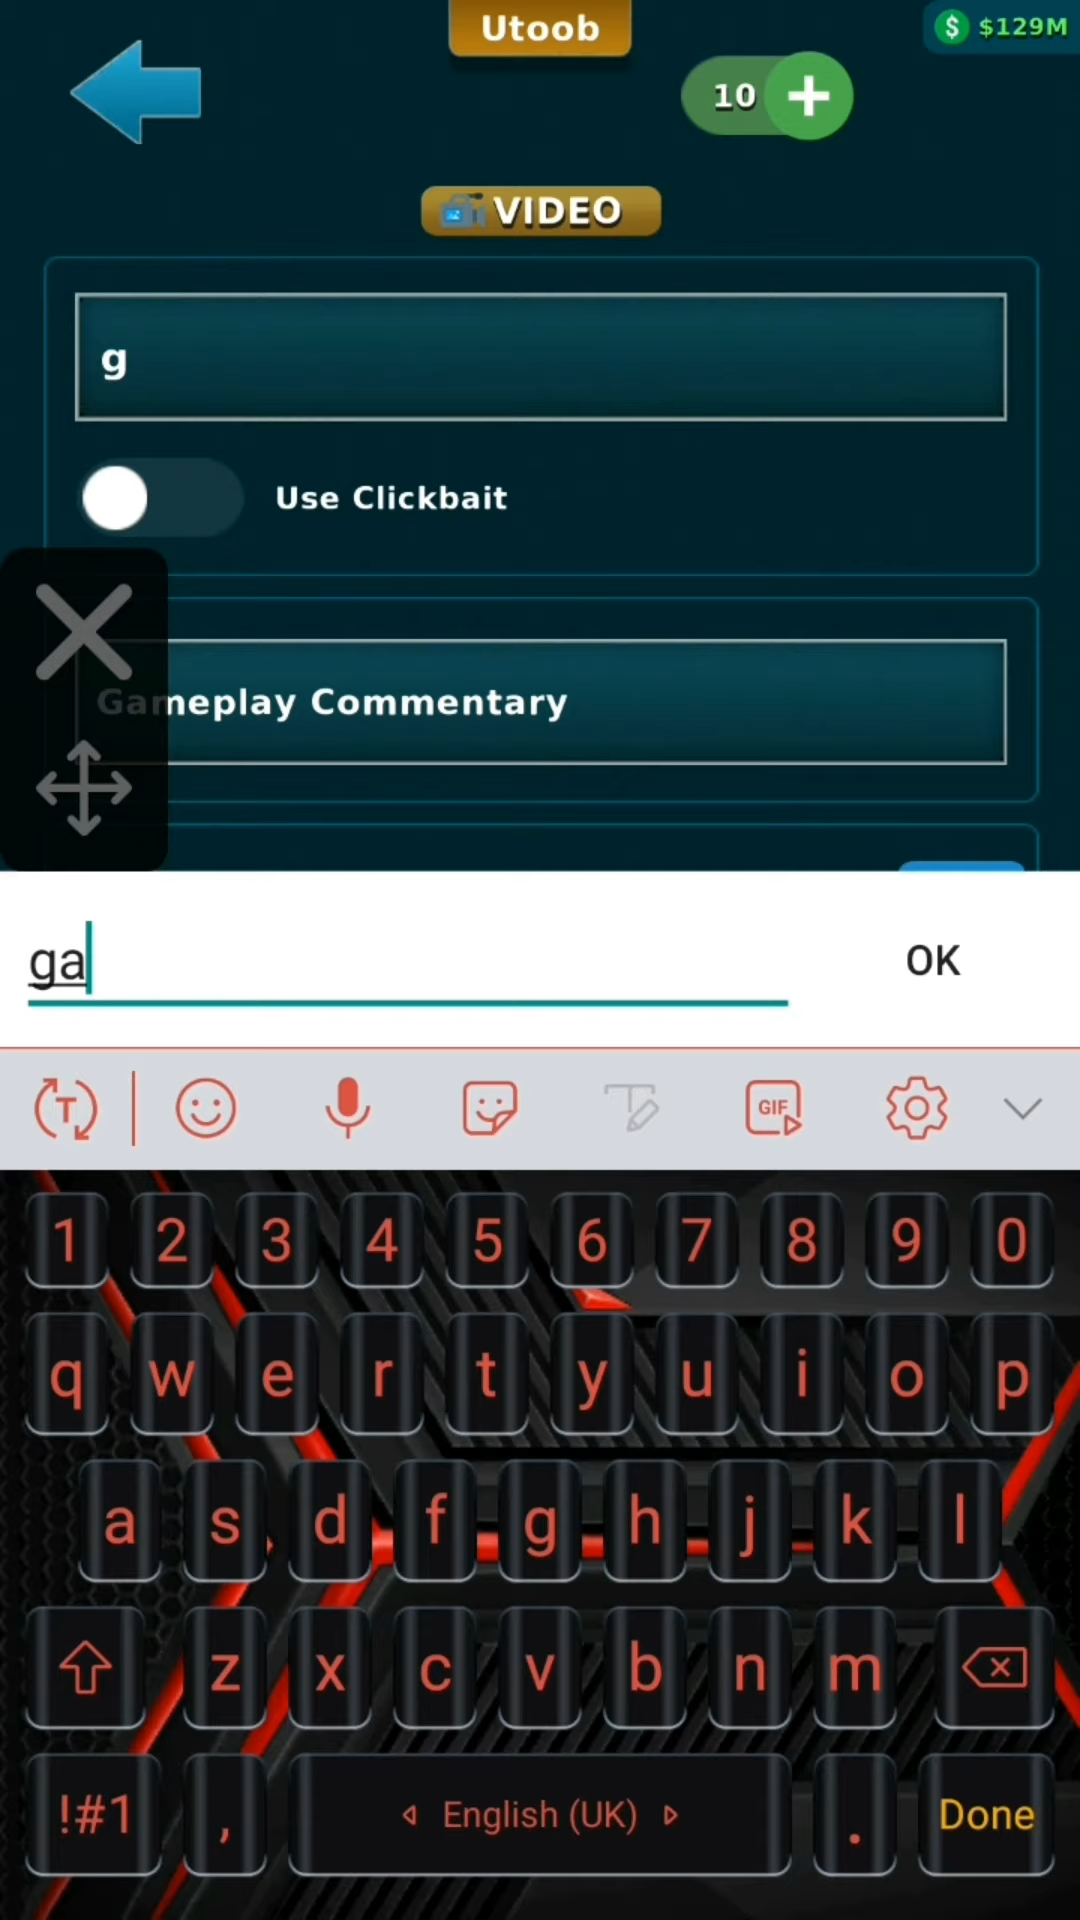 Utoob
$ $129M
10 +
VIDEO
g
Use Clickbait
Gameplay Commentary
ga
OK
T
GIF
1 2 3 4 5 6 7 8 9 0
q w e r t y u i o p
a s d f g h j k l
z x c v b n m
!#1 , English (UK) . Done